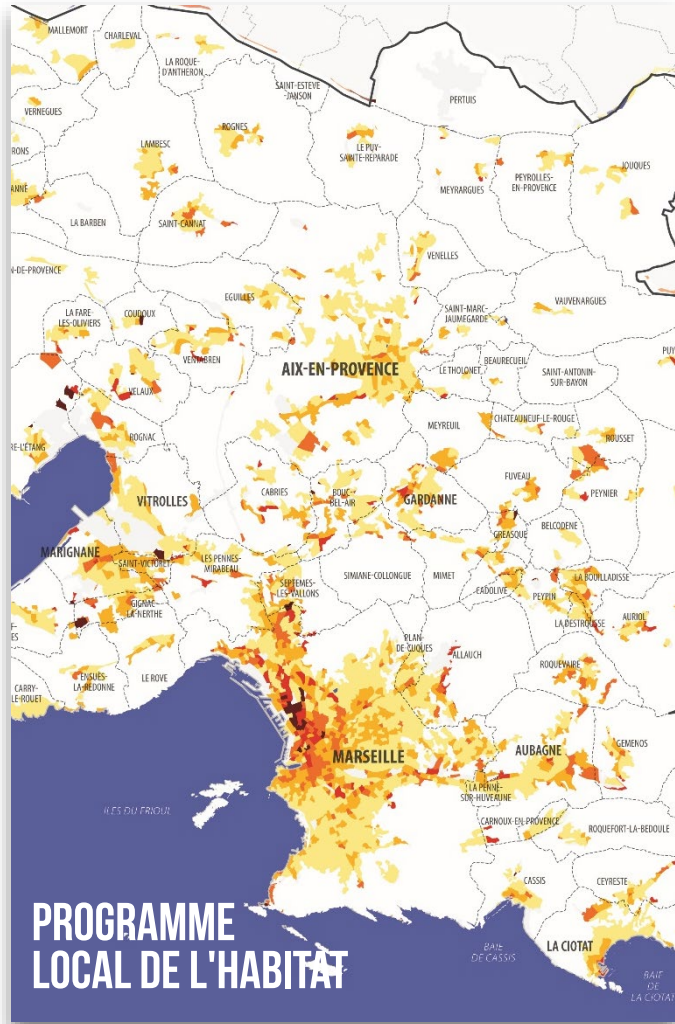 MALLEMORT
CHARLEVAL
LA ROQUE-
D'ANTHERON
SAINT-ESTEVE
-JANSON
PERTUIS
VERNEGUES
ROGNES
LAMBESC
LE PUY-
SAINTE-REPARADE
MEYRARGUES
PEYROLLES-
EN-PROVENCE
JOUQUES
LA BARBEN
SAINT-CANNAT
VENELLES
N-DE-PROVENCE
EGUILLES
LA FARE-
LES-OLIVIERS
COUDOUX
SAINT-MARC-
JAUMEGARDE
VAUVENARGUES
VENTABREN
AIX-EN-PROVENCE
LE THOLONET
BEAURECUEIL
SAINT-ANTONIN-
SUR-BAYON
PUY
VELAUX
ROGNAC
MEYREUIL
CHATEAUNEUF-LE-ROUGE
ROUSSET
RE-L'ÉTANG
VITROLLES
CABRIES
BOUC-
BEL-AIR
GARDANNE
FUVEAU
PEYNIER
GREASQUE
BELCODENE
MARIGNANE
SAINT-VICTORET
LES PENNES-
MIRABEAU
SEPTEMES-
LES-VALLONS
SIMIANE-COLLONGUE
MIMET
CADOLIVE
PEYPIN
LA BOUILLADISSE
GIGNAC-
LA-NERTHE
LA DESTROUSSE
AURIOL
PLAN-
DE-CUQUES
ALLAUCH
ROQUEVAIRE
ENSUES-
LA-REDONNE
LE ROVE
CARRY-
LE-ROUET
MARSEILLE
AUBAGNE
GEMENOS
LA PENNE-
SUR-HUVEAUNE
ILES DU FRIOUL
CARNOUX-EN-PROVENCE
ROQUEFORT-LA-BEDOULE
CASSIS
CEYRESTE
PROGRAMME
LOCAL DE L'HABITAT
BAIE
DE CASSIS
LA CIOTAT
BAIE
DE
LA CIOTAT